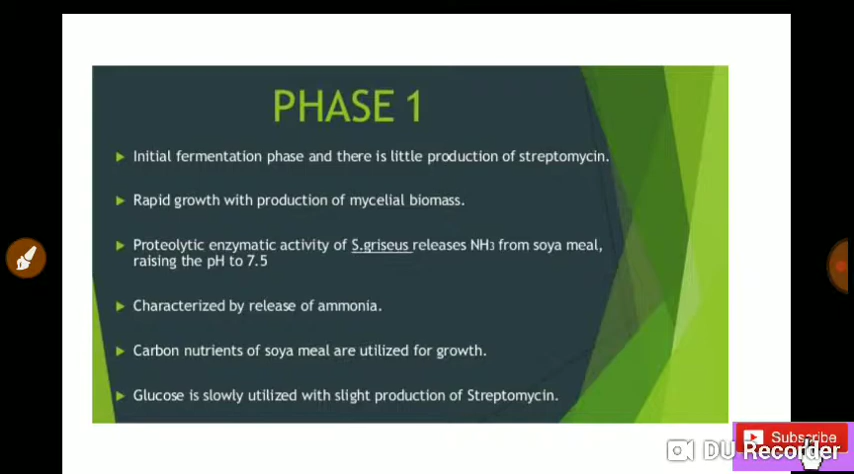 PHASE 1
Initial fermentation phase and there is little production of streptomycin.
Rapid growth with production of mycelial biomass.
Proteolytic enzymatic activity of S.griseus releases NH3 from soya meal,
raising the pH to 7.5
Characterized by release of ammonia.
Carbon nutrients of soya meal are utilized for growth.
Glucose is slowly utilized with slight production of Streptomycin.
Subscribe
DU Recorder